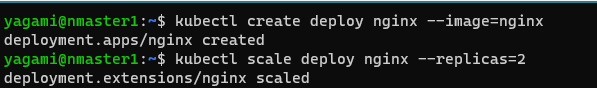 yagami@nmaster1:~$ kubectl create deploy nginx --image=nginx
deployment.apps/nginx created
yagami@nmaster1:~$ kubectl scale deploy nginx --replicas=2
deployment.extensions/nginx scaled